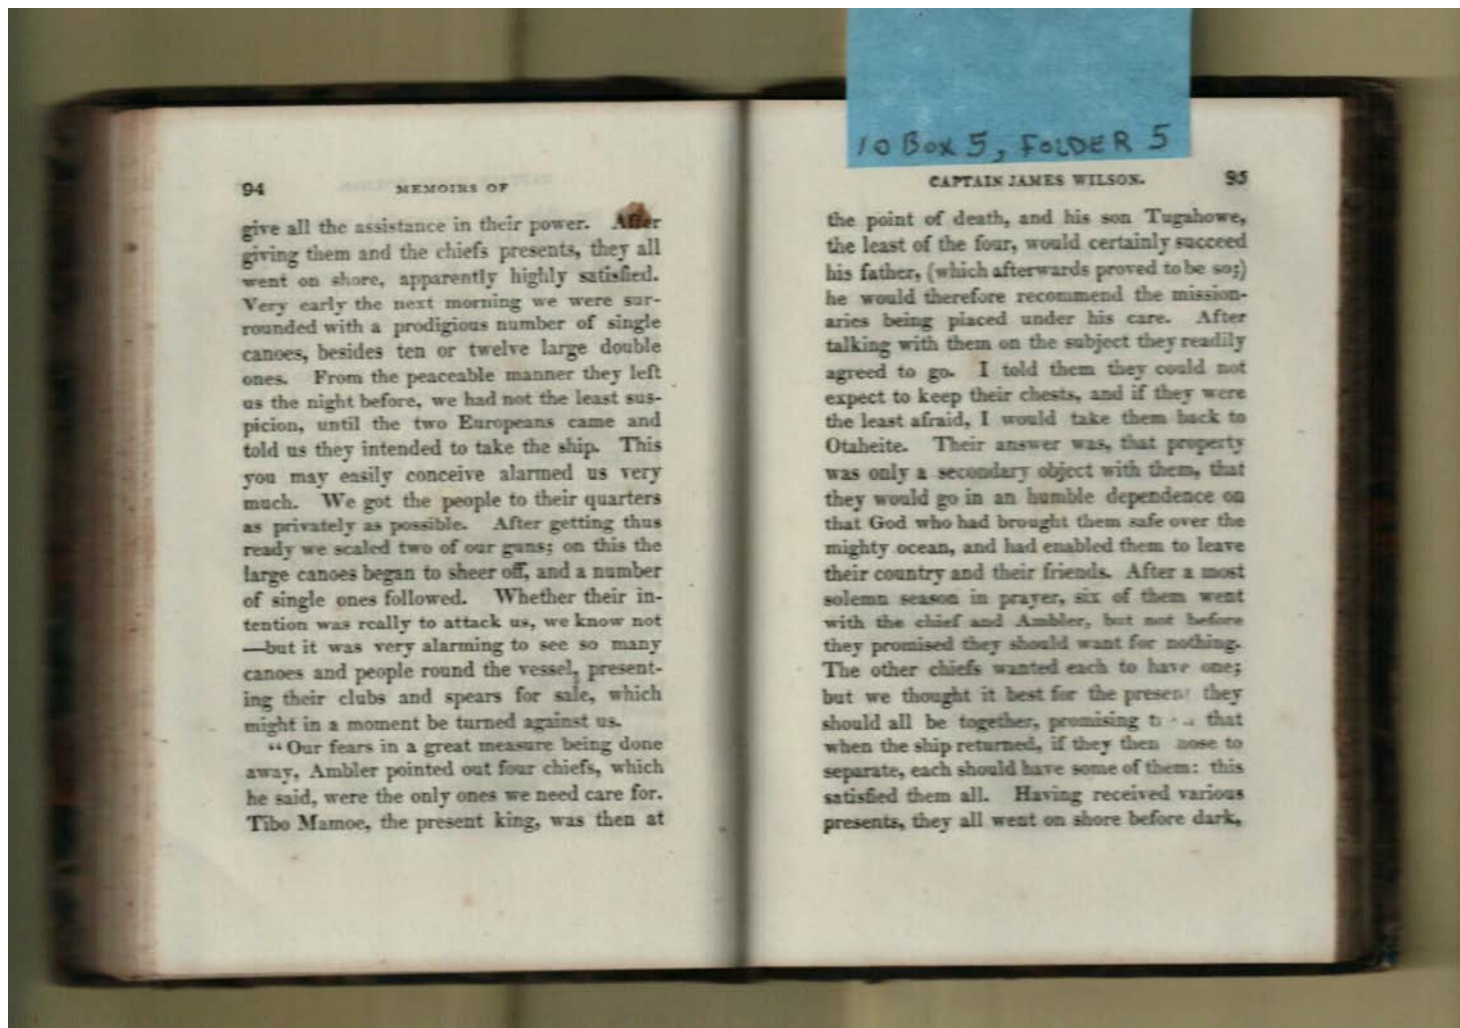 10 Box 5, FOLDER 5
94 MEMOIRS OF
give all the assistance in their power. After
giving them and the chiefs presents, they all
went on shore, apparently highly satisfied.
Very early the next morning we were sur-
rounded with a prodigious number of single
canoes, besides ten or twelve large double
ones. From the peaceable manner they left
us the night before, we had not the least sus-
picion, until the two Europeans came and
told us they intended to take the ship. This
you may easily conceive alarmed us very
much. We got the people to their quarters
as privately as possible. After getting thus
ready we scaled two of our guns; on this the
large canoes began to sheer off, and a number
of single ones followed. Whether their in-
tention was really to attack us, we know not
—but it was very alarming to see so many
canoes and people round the vessel, present-
ing their clubs and spears for sale, which
might in a moment be turned against us.
“Our fears in a great measure being done
away, Ambler pointed out four chiefs, which
he said, were the only ones we need care for.
Tibo Mamoe, the present king, was then at
CAPTAIN JAMES WILSON. 95
the point of death, and his son Tugahowe,
the least of the four, would certainly succeed
his father, (which afterwards proved to be so;)
he would therefore recommend the mission-
aries being placed under his care. After
talking with them on the subject they readily
agreed to go. I told them they could not
expect to keep their chests, and if they were
the least afraid, I would take them back to
Otaheite. Their answer was, that property
was only a secondary object with them, that
they would go in an humble dependence on
that God who had brought them safe over the
mighty ocean, and had enabled them to leave
their country and their friends. After a most
solemn season in prayer, six of them went
with the chief and Ambler, but not before
they promised they should want for nothing.
The other chiefs wanted each to have one;
but we thought it best for the present they
should all be together, promising that
when the ship returned, if they then to
separate, each should have some of them: this
satisfied them all. Having received various
presents, they all went on shore before dark,